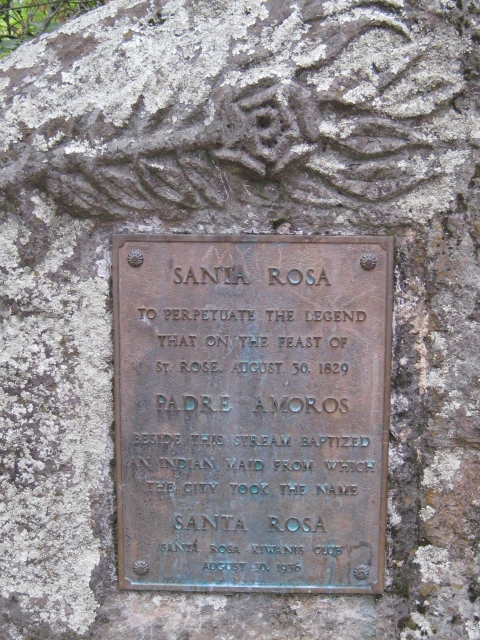 SANTA ROSA
TO PERPETUATE THE LEGEND
THAT ON THE FEAST OF
ST ROSE, AUGUST 30, 1829
PADRE AMOROS
BESIDE THIS STREAM BAPTIZED
AN INDIAN MAID FROM WHICH
THE CITY TOOK THE NAME
SANTA ROSA
SANTA ROSA KIWANIS CLUB
AUGUST 30, 1936